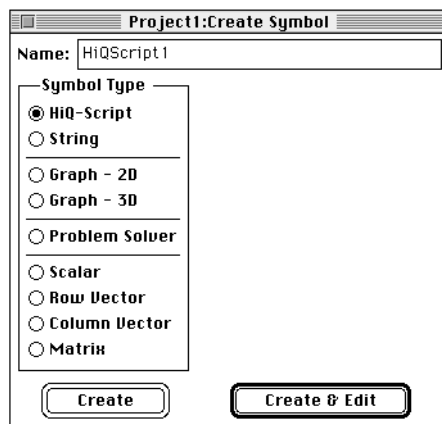 Project1:Create Symbol
Name: HiQScript1
Symbol Type
HiQ-Script
String
Graph - 2D
Graph - 3D
Problem Solver
Scalar
Row Vector
Column Vector
Matrix
Create Create & Edit